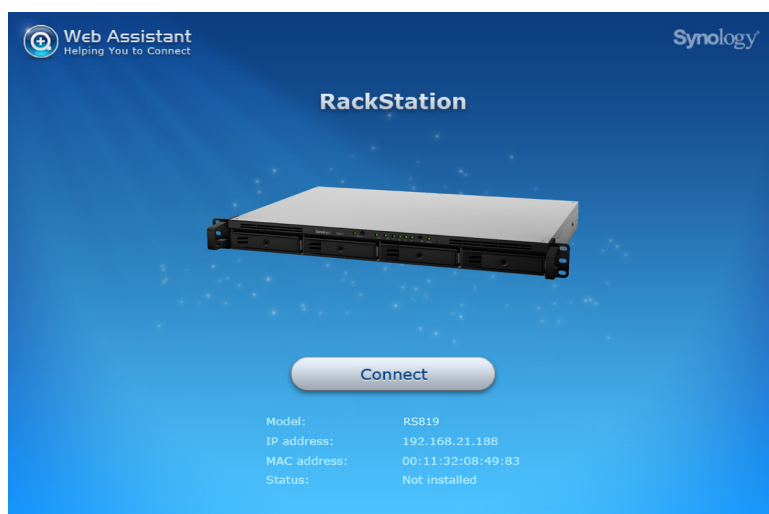 Web Assistant
Helping You to Connect
Synology
RackStation
Connect
Model: RS819
IP address: 192.168.21.188
MAC address: 00:11:32:08:49:83
Status: Not installed